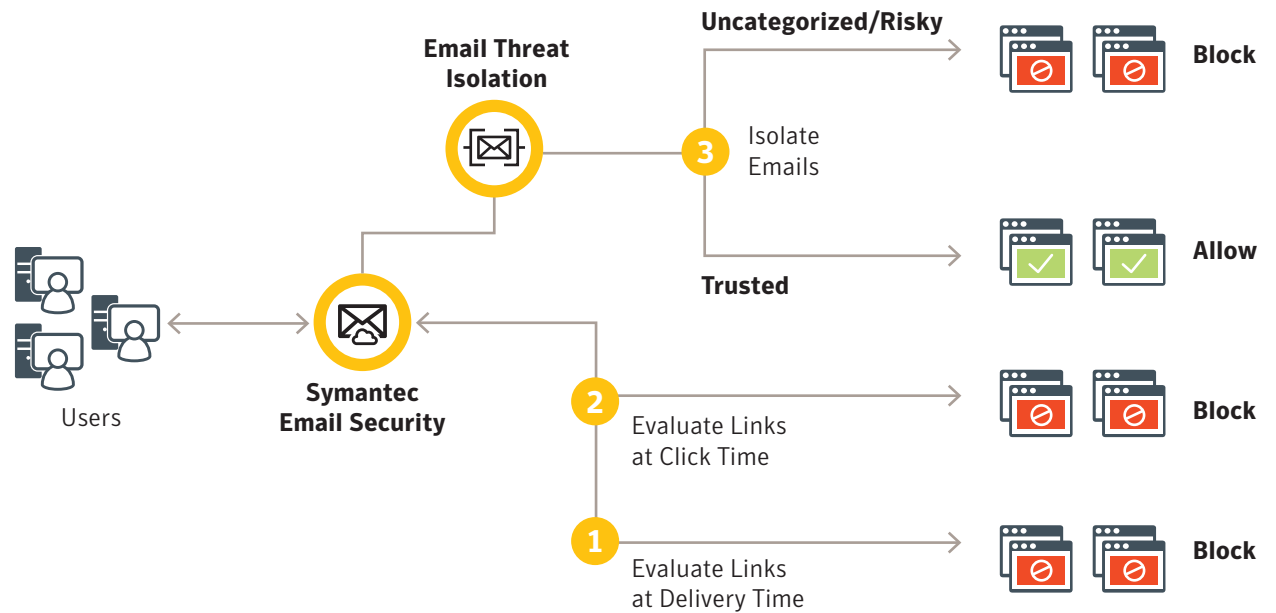 Uncategorized/Risky
Email Threat
Isolation
Block
3
Isolate
Emails
Allow
Trusted
Users
Symantec
Email Security
2
Evaluate Links
at Click Time
Block
1
Evaluate Links
at Delivery Time
Block